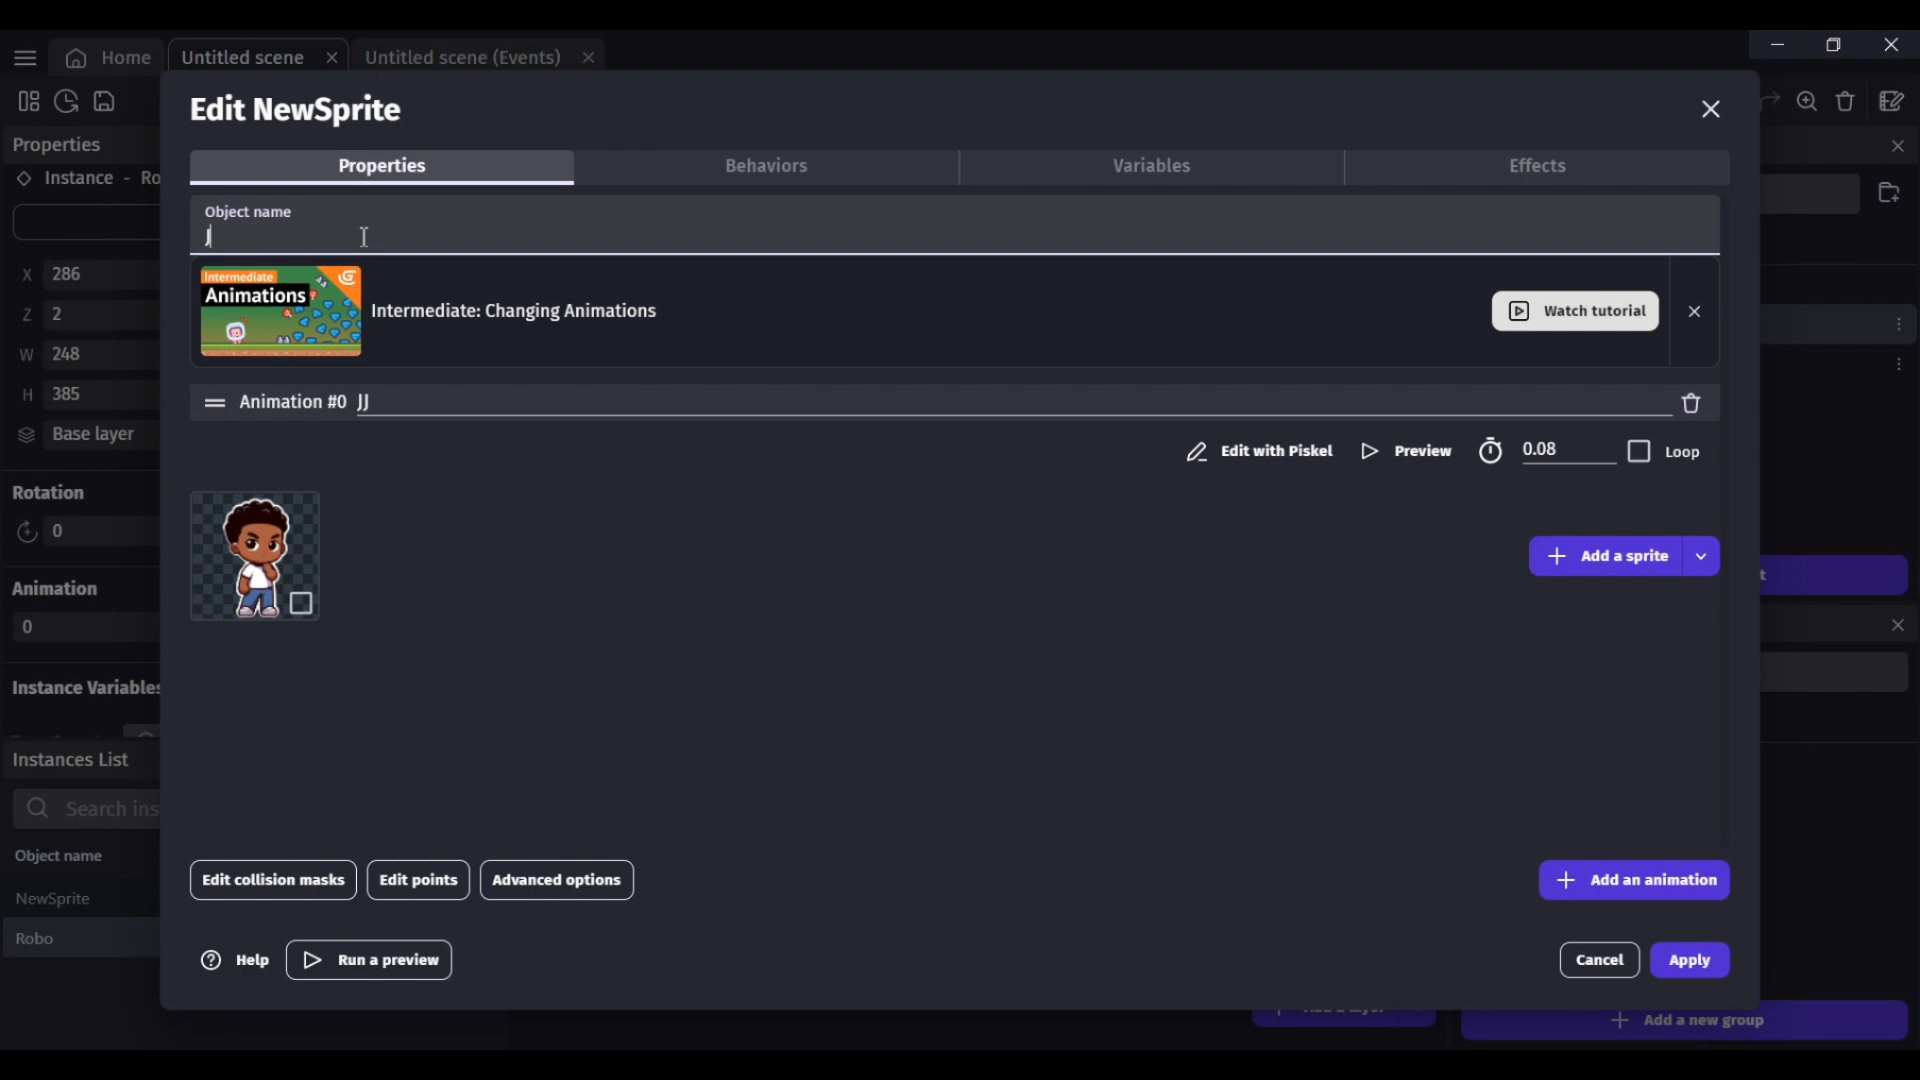 Home
Untitled scene
Untitled scene (Events)
Edit NewSprite
Properties
Instance - Ro
X 286
Z 2
W 248
H 385
Base layer
Rotation
0
Animation
0
Instance Variables
Instances List
Search ins
Object name
NewSprite
Robo
Properties
Behaviors
Variables
Effects
Object name
J
Intermediate
Animations
Intermediate: Changing Animations
Watch tutorial
Animation #0 JJ
Edit with Piskel
Preview
0.08
Loop
Add a sprite
Edit collision masks
Edit points
Advanced options
Add an animation
Help
Run a preview
Cancel
Apply
Add a new group